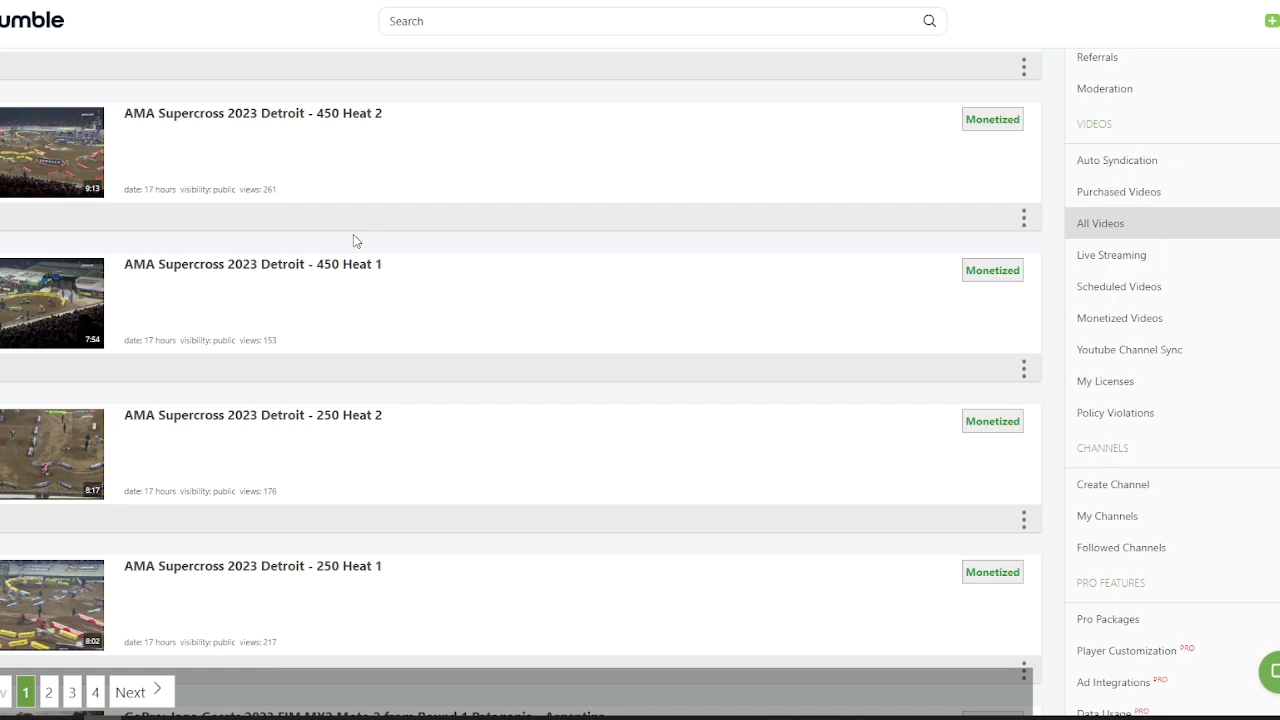 umble
Search
Referrals
Moderation
VIDEOS
Auto Syndication
Purchased Videos
All Videos
Live Streaming
Scheduled Videos
Monetized Videos
Youtube Channel Sync
My Licenses
Policy Violations
CHANNELS
Create Channel
My Channels
Followed Channels
PRO FEATURES
Pro Packages
Player Customization PRO
Ad Integrations PRO
Data Usage PRO
AMA Supercross 2023 Detroit - 450 Heat 2
Monetized
9:13
date: 17 hours visibility: public views: 261
AMA Supercross 2023 Detroit - 450 Heat 1
Monetized
7:54
date: 17 hours visibility: public views: 153
AMA Supercross 2023 Detroit - 250 Heat 2
Monetized
8:17
date: 17 hours visibility: public views: 176
AMA Supercross 2023 Detroit - 250 Heat 1
Monetized
8:02
date: 17 hours visibility: public views: 217
v 1 2 3 4 Next